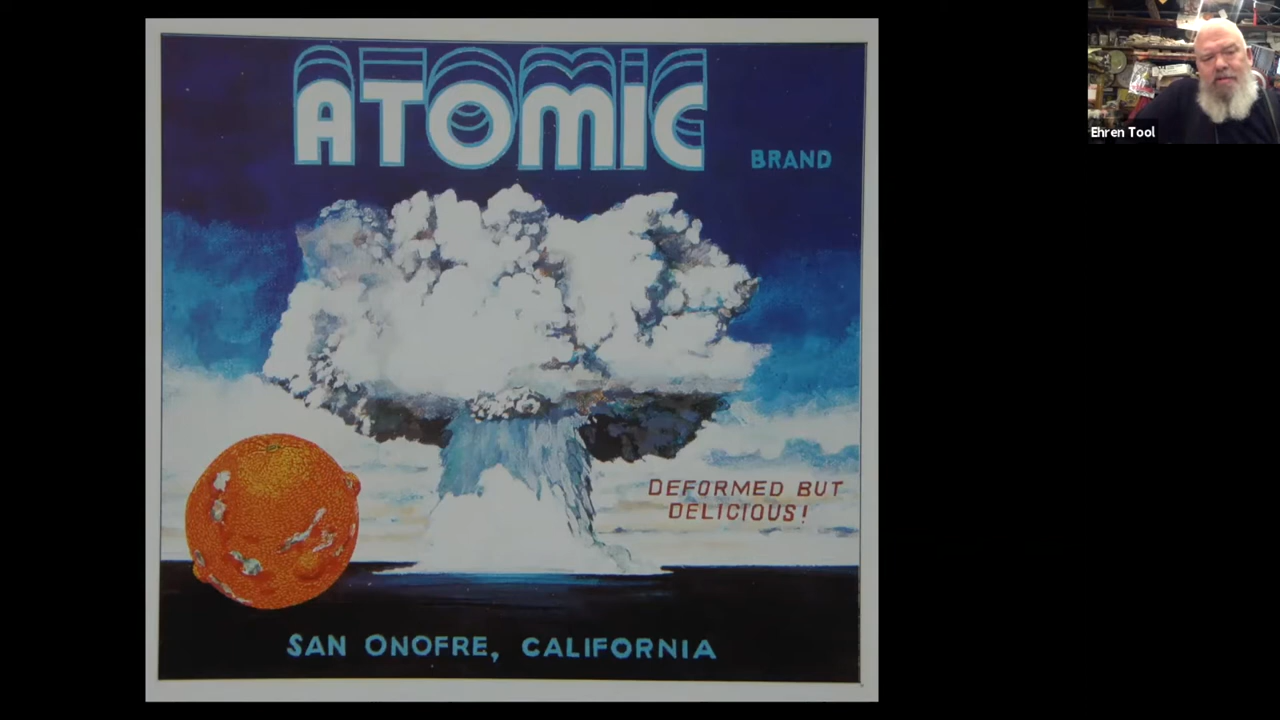 ATOMIC
BRAND
DEFORMED BUT
DELICIOUS!
SAN ONOFRE, CALIFORNIA
Ehren Tool